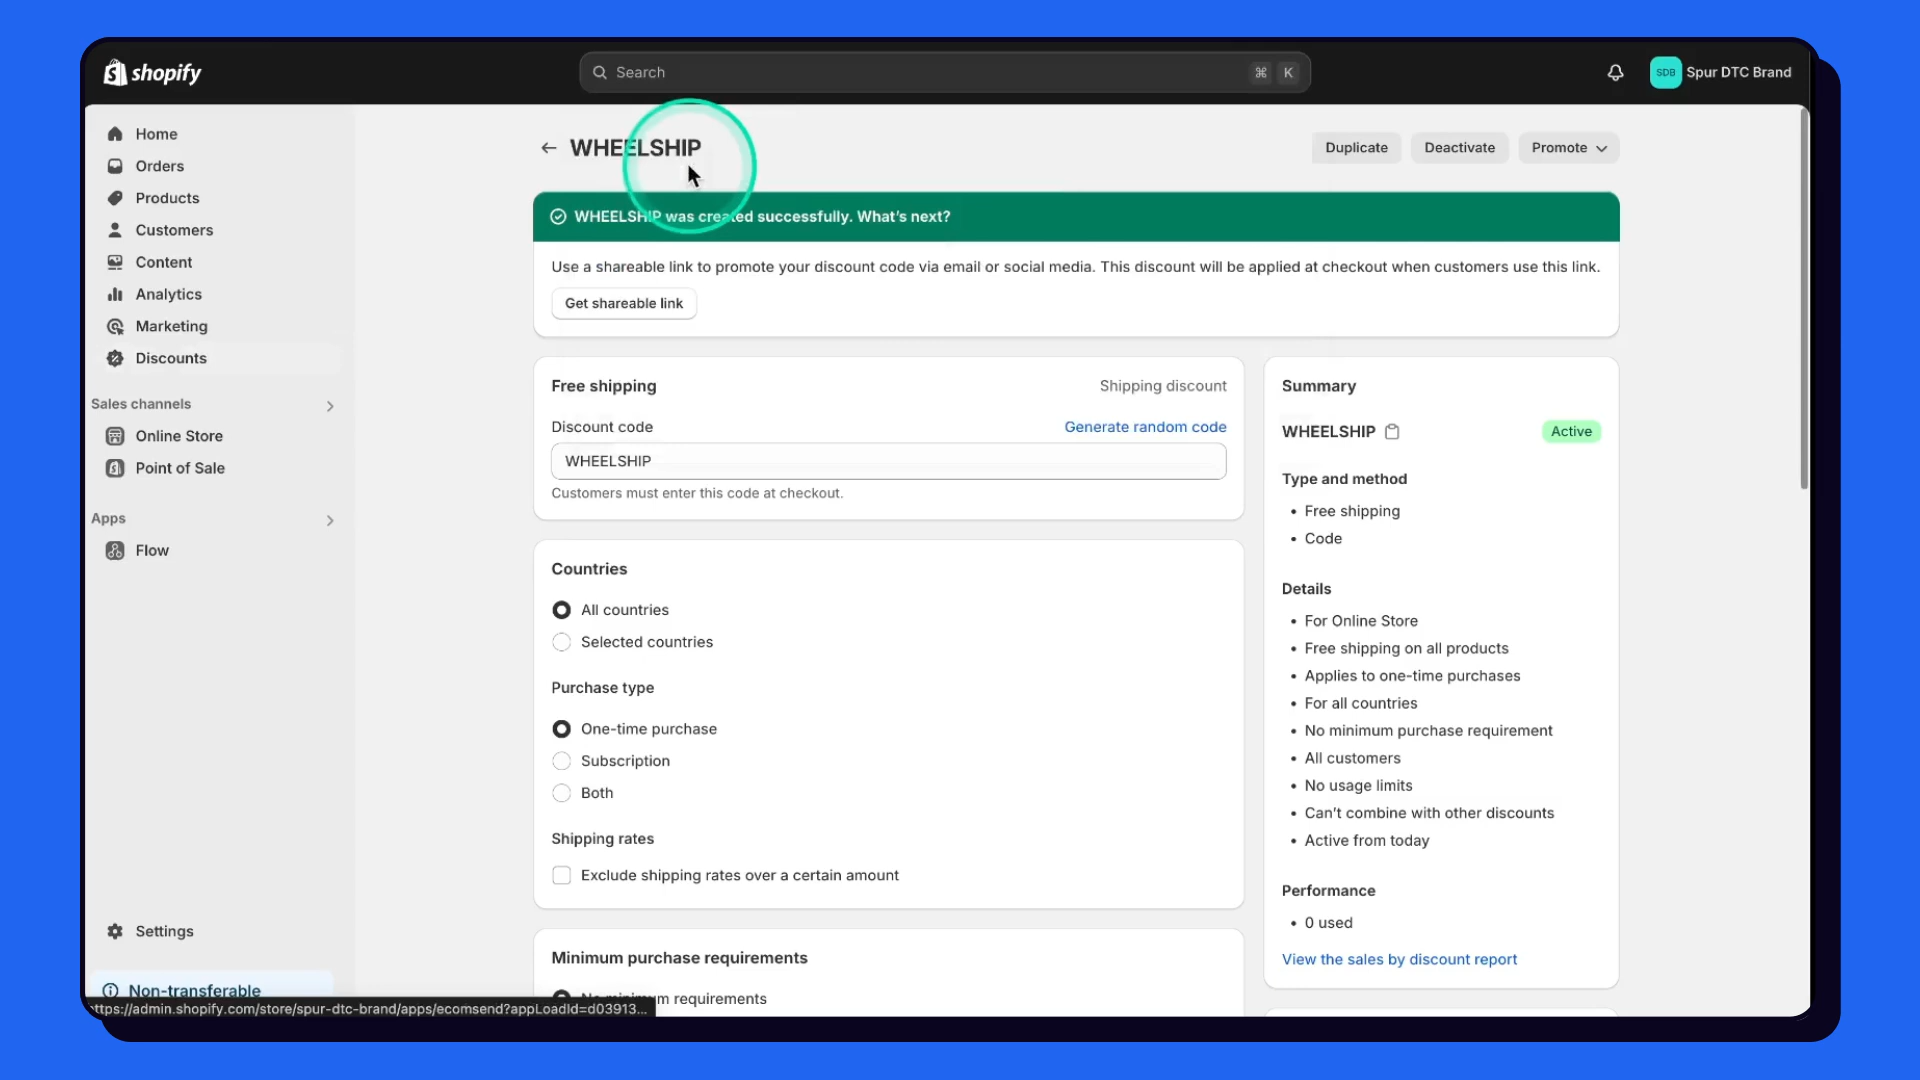 shopify
Search
⌘ K
SDB
Spur DTC Brand
Home
Orders
Products
Customers
Content
Analytics
Marketing
Discounts
Sales channels
Online Store
Point of Sale
Apps
Flow
Settings
Non-transferable
https://admin.shopify.com/store/spur-dtc-brand/apps/ecomsend?appLoadId=d03913...
WHEELSHIP
Duplicate
Deactivate
Promote
WHEELSHIP was created successfully. What's next?
Use a shareable link to promote your discount code via email or social media. This discount will be applied at checkout when customers use this link.
Get shareable link
Free shipping
Shipping discount
Discount code
Generate random code
WHEELSHIP
Customers must enter this code at checkout.
Countries
All countries
Selected countries
Purchase type
One-time purchase
Subscription
Both
Shipping rates
Exclude shipping rates over a certain amount
Minimum purchase requirements
No minimum requirements
Summary
WHEELSHIP
Active
Type and method
• Free shipping
• Code
Details
• For Online Store
• Free shipping on all products
• Applies to one-time purchases
• For all countries
• No minimum purchase requirement
• All customers
• No usage limits
• Can't combine with other discounts
• Active from today
Performance
• 0 used
View the sales by discount report